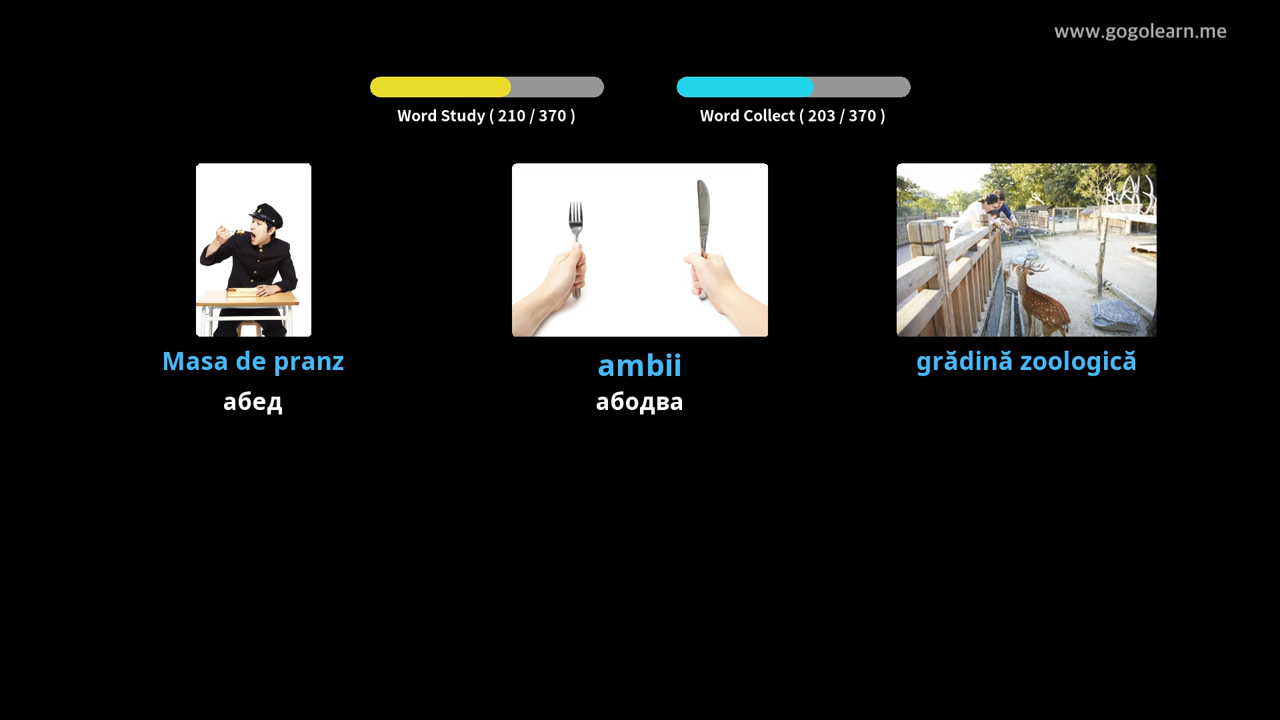 www.gogolearn.me
Word Study ( 210 / 370 )
Word Collect ( 203 / 370 )
Masa de pranz
ambii
grădină zoologică
абед
абодва